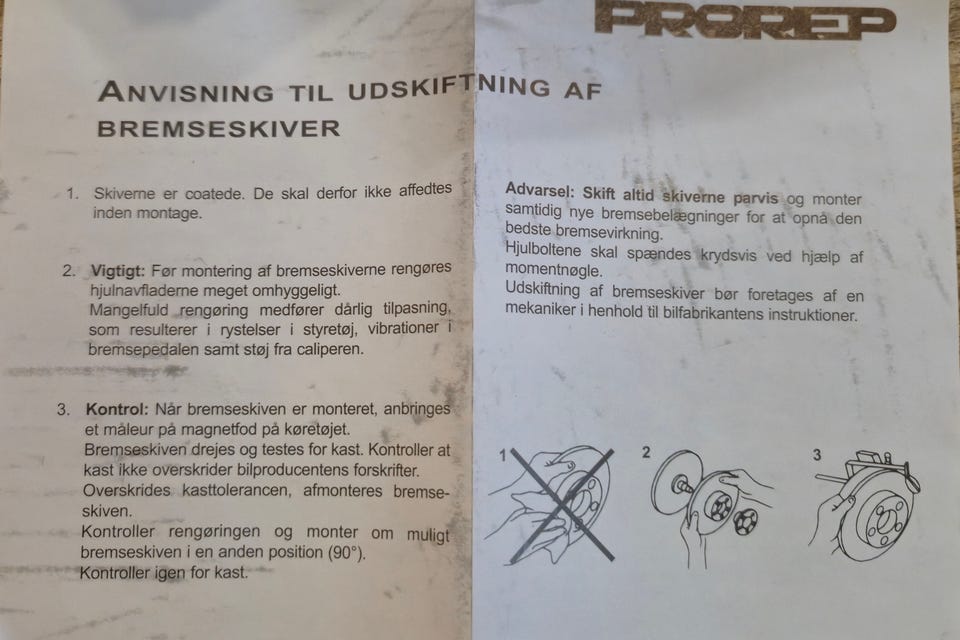 PROREP
ANVISNING TIL UDSKIFTNING AF
BREMSESKIVER
1. Skiverne er coatede. De skal derfor ikke affedtes
inden montage.
2. Vigtigt: Før montering af bremseskiverne rengøres
hjulnavfladerne meget omhyggeligt.
Mangelfuld rengøring medfører dårlig tilpasning,
som resulterer i rystelser i styretøj, vibrationer i
bremsepedalen samt støj fra caliperen.
3. Kontrol: Når bremseskiven er monteret, anbringes
et måleur på magnetfod på køretøjet.
Bremseskiven drejes og testes for kast. Kontroller at
kast ikke overskrider bilproducentens forskrifter.
Overskrides kasttolerancen, afmonteres bremse-
skiven.
Kontroller rengøringen og monter om muligt
bremseskiven i en anden position (90°).
Kontroller igen for kast.
Advarsel: Skift altid skiverne parvis og monter
samtidig nye bremsebelægninger for at opnå den
bedste bremsevirkning.
Hjulboltene skal spændes krydsvis ved hjælp af
momentnøgle.
Udskiftning af bremseskiver bør foretages af en
mekaniker i henhold til bilfabrikantens instruktioner.
1
2
3